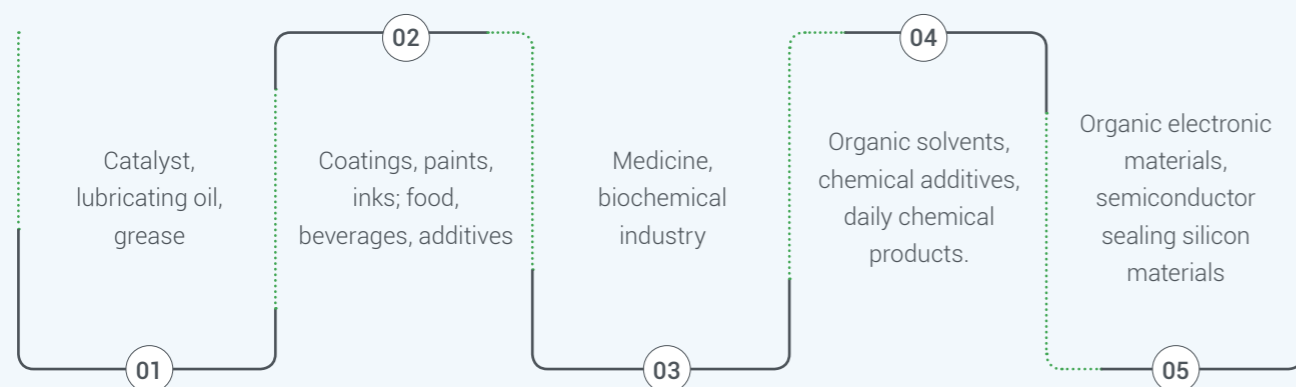 01
Catalyst,
lubricating oil,
grease
02
Coatings, paints,
inks; food,
beverages, additives
03
Medicine,
biochemical
industry
04
Organic solvents,
chemical additives,
daily chemical
products.
05
Organic electronic
materials,
semiconductor
sealing silicon
materials